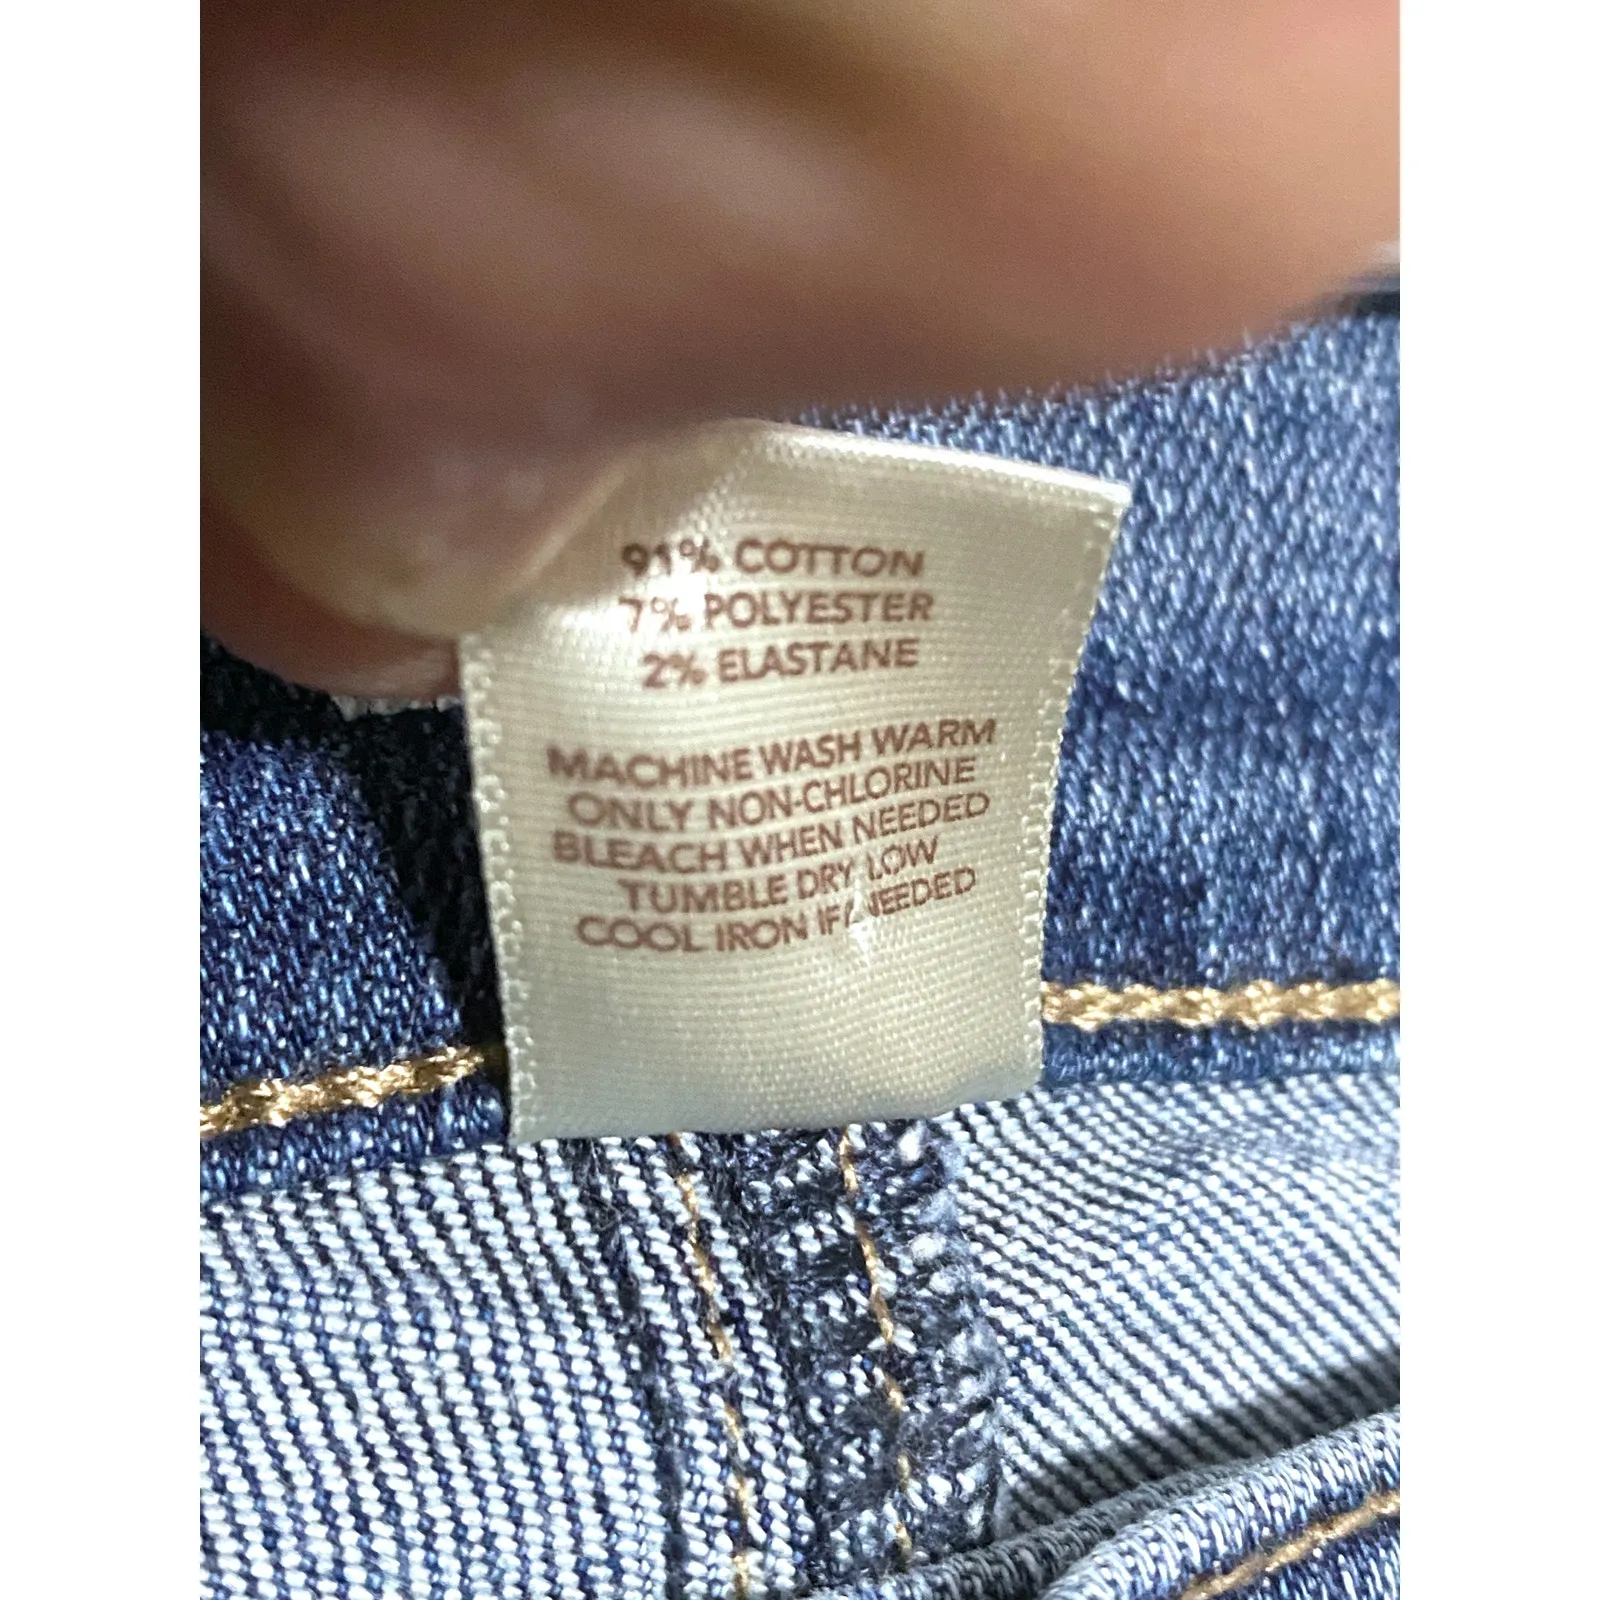 91% COTTON
7% POLYESTER
2% ELASTANE
MACHINE WASH WARM
ONLY NON-CHLORINE
BLEACH WHEN NEEDED
TUMBLE DRY LOW
COOL IRON IF NEEDED